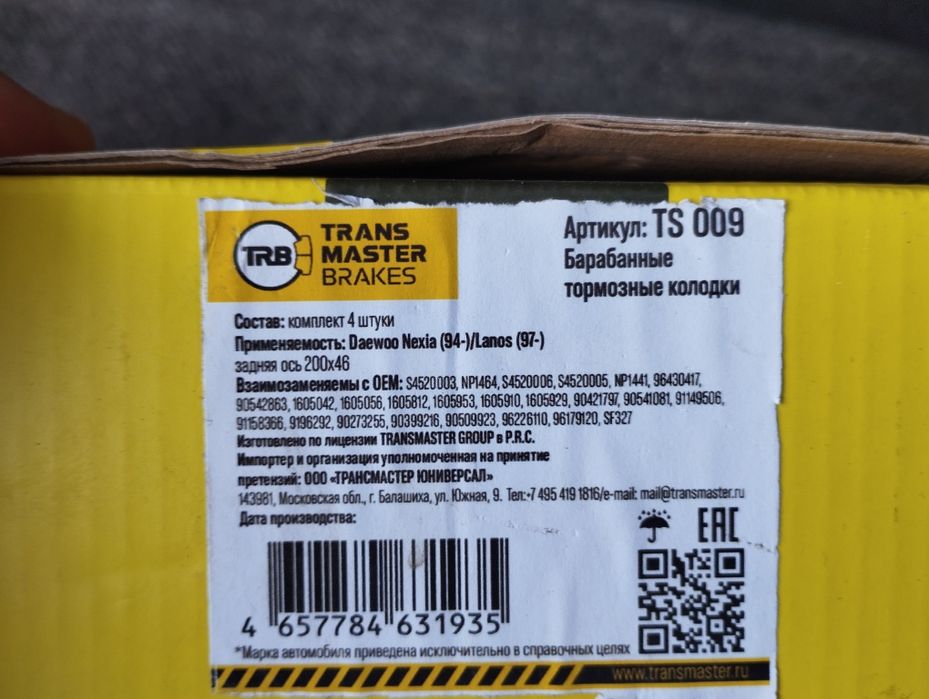 TRB
TRANS
MASTER
BRAKES
Артикул: TS 009
Барабанные
тормозные колодки
Состав: комплект 4 штуки
Применяемость: Daewoo Nexia (94-)/Lanos (97-)
задняя ось 200x46
Взаимозаменяемы с OEM: S4520003, NP1464, S4520006, S4520005, NP1441, 96430417,
90542863, 1605042, 1605056, 1605812, 1605953, 1605910, 1605929, 90421797, 90541081, 91149506,
91158366, 9196292, 90273255, 90399216, 90509923, 96226110, 96179120, SF327
Изготовлено по лицензии TRANSMASTER GROUP в P.R.C.
Импортер и организация уполномоченная на принятие
претензий: ООО «ТРАНСМАСТЕР ЮНИВЕРСАЛ»
143981, Московская обл., г. Балашиха, ул. Южная, 9. Тел:+7 495 419 1816/e-mail: mail@transmaster.ru
Дата производства:
EAC
4 657784 631935
*Марка автомобиля приведена исключительно в справочных целях
www.transmaster.ru